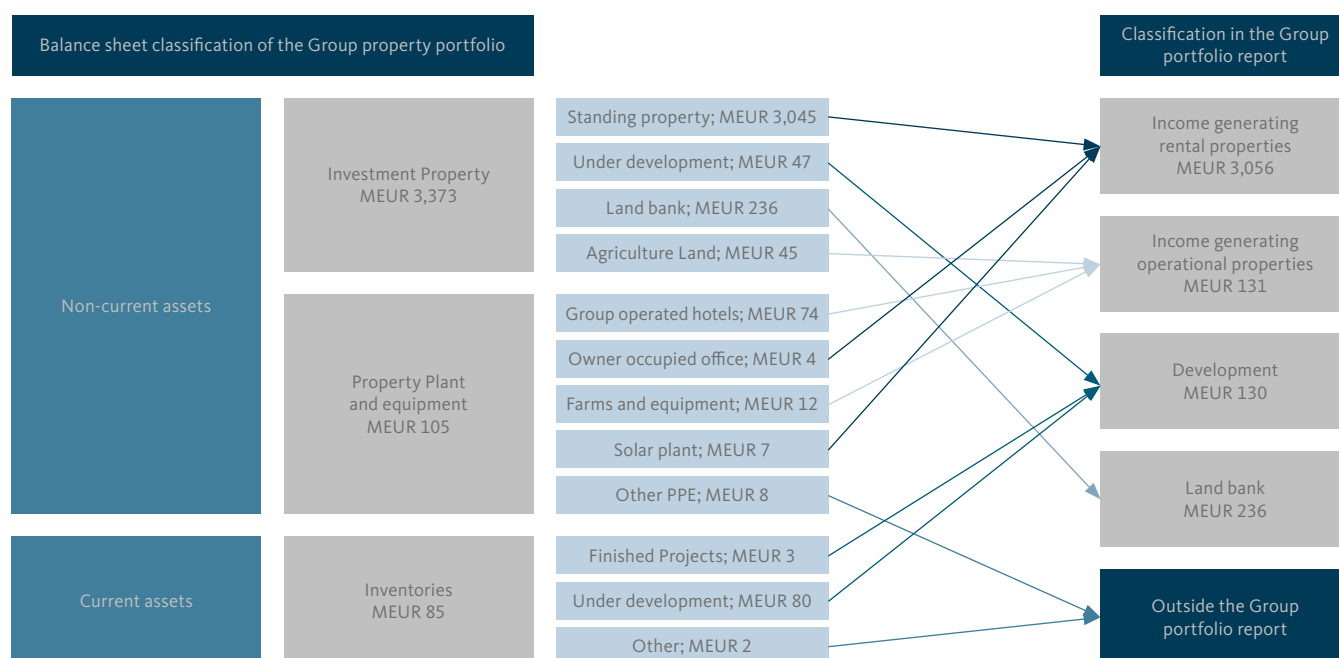 Balance sheet classification of the Group property portfolio
Classification in the Group
portfolio report
Non-current assets
Investment Property
MEUR 3,373
Standing property; MEUR 3,045
Under development; MEUR 47
Land bank; MEUR 236
Agriculture Land; MEUR 45
Property Plant
and equipment
MEUR 105
Group operated hotels; MEUR 74
Owner occupied office; MEUR 4
Farms and equipment; MEUR 12
Solar plant; MEUR 7
Other PPE; MEUR 8
Current assets
Inventories
MEUR 85
Finished Projects; MEUR 3
Under development; MEUR 80
Other; MEUR 2
Income generating
rental properties
MEUR 3,056
Income generating
operational properties
MEUR 131
Development
MEUR 130
Land bank
MEUR 236
Outside the Group
portfolio report